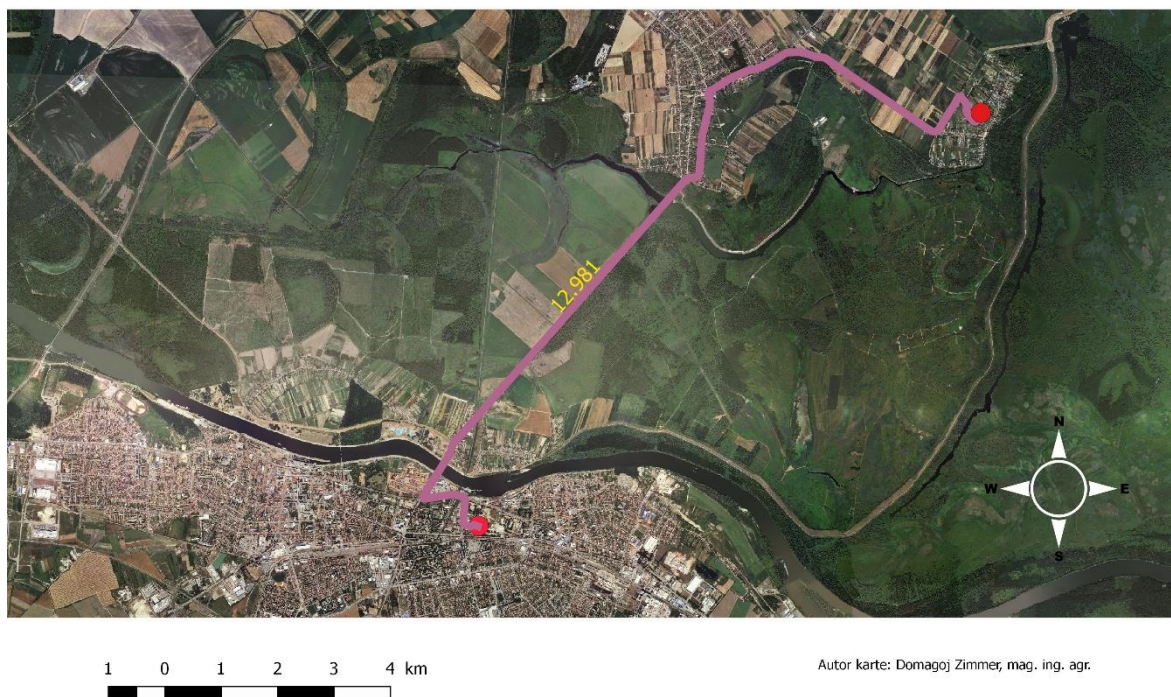 12.981
N
W E
S
1 0 1 2 3 4 km
Autor karte: Domagoj Zimmer, mag. ing. agr.